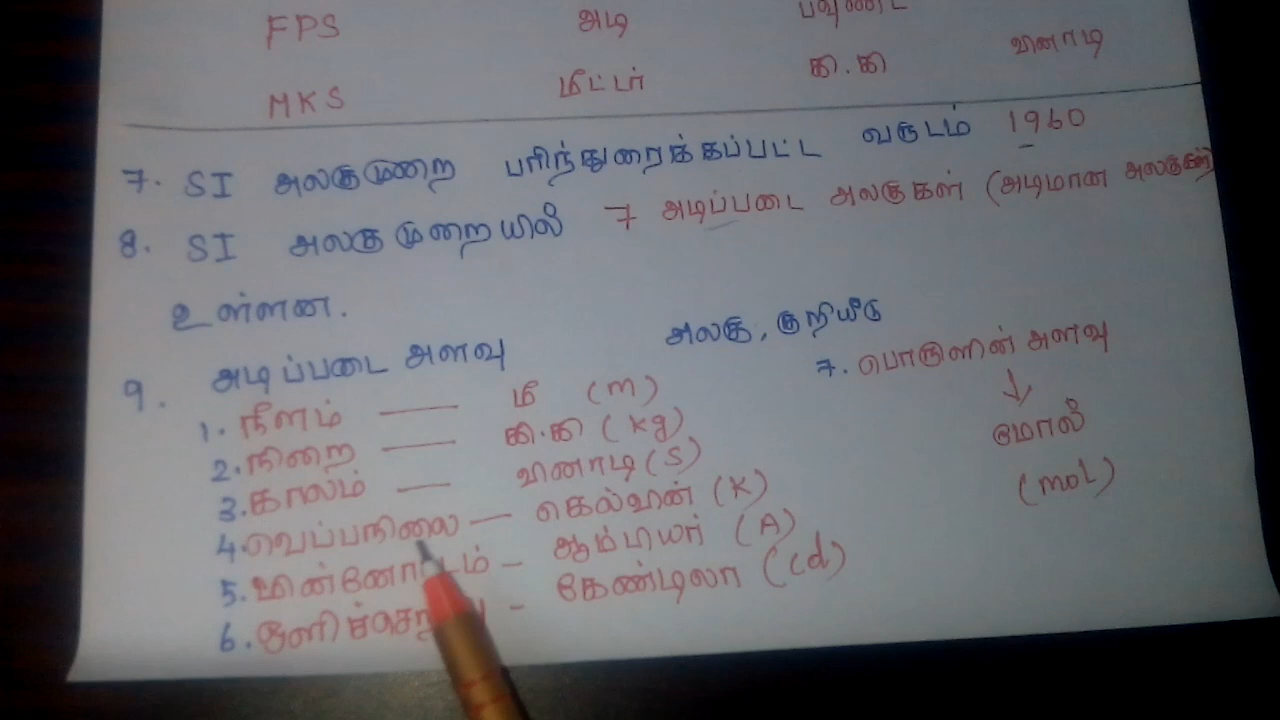 FPS அடி பவுண்ட்
MKS மீட்டர் கி.கி வினாடி
7. SI அலகுமுறை பரிந்துரைக்கப்பட்ட வருடம் 1960
8. SI அலகு முறையில் 7 அடிப்படை அலகுகள் (அடிமான அலகுகள்)
உள்ளன.
9. அடிப்படை அளவு அலகு, குறியீடு
1. நீளம் — மீ (m)
2. நிறை — கி.கி (kg)
3. காலம் — வினாடி (s)
4. வெப்பநிலை — கெல்வின் (K)
5. மின்னோட்டம் - ஆம்பியர் (A)
6. ஒளிச்செறிவு - கேண்டிலா (cd)
7. பொருளின் அளவு
↓
மோல்
(mol)